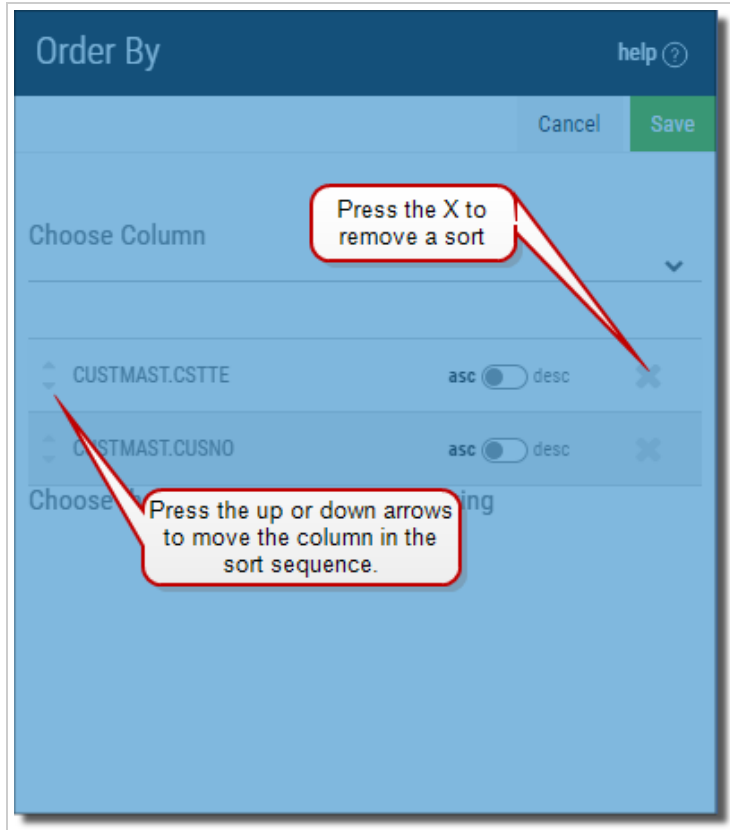 Order By
help ?
Cancel
Save
Press the X to
remove a sort
Choose Column
CUSTMAST.CSTTE
asc
desc
CUSTMAST.CUSNO
asc
desc
Choose
Press the up or down arrows
to move the column in the
sort sequence.